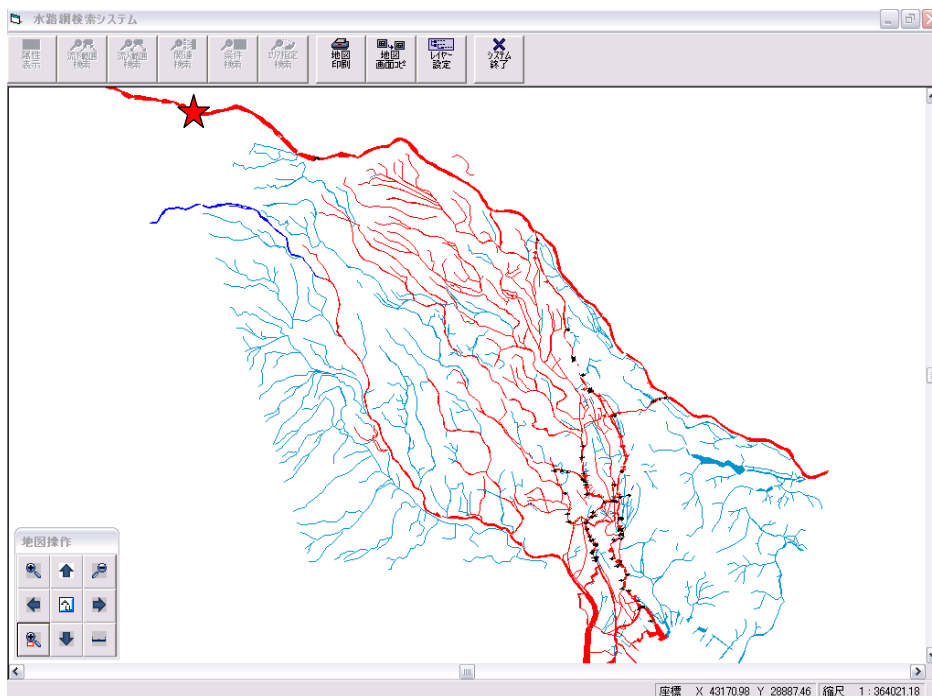 水路網検索システム
属性
表示
流下範囲
検索
流入範囲
検索
関連
検索
条件
検索
印刷指定
検索
地図
印刷
地図
画面コピー
レイヤー
設定
システム
終了
地図操作
座標 X 43170.98 Y 28887.46 縮尺 1 : 364021.18